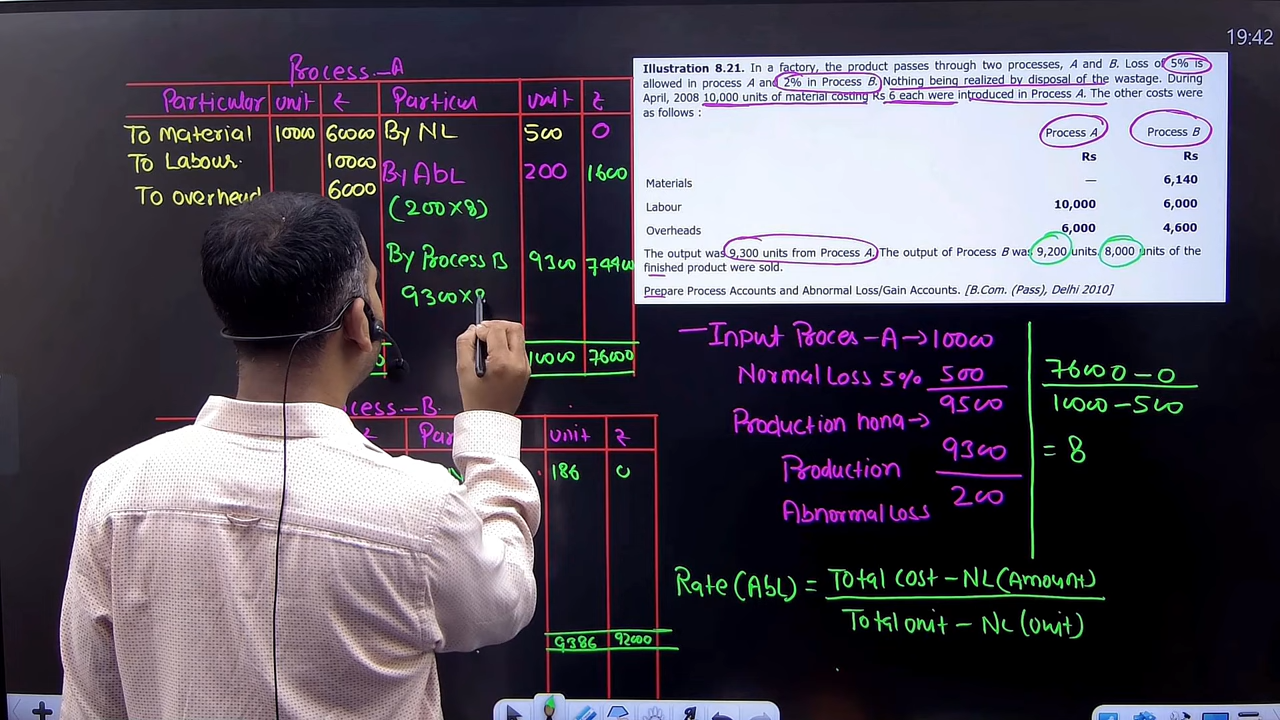 19:42
Process-A
Particular unit ₹ Particun unit ₹
To Material 10000 60000 By NL 500 0
To Labour. 10000 By AbL 200 1600
To overhead 6000 (200×8)
By Process B 9300 74400
9300×8
10000 76000
Illustration 8.21. In a factory, the product passes through two processes, A and B. Loss of 5% is
allowed in process A and 2% in Process B. Nothing being realized by disposal of the wastage. During
April, 2008 10,000 units of material costing Rs 6 each were introduced in Process A. The other costs were
as follows :
Process A Process B
Rs Rs
Materials — 6,140
Labour 10,000 6,000
Overheads 6,000 4,600
The output was 9,300 units from Process A. The output of Process B was 9,200 units. 8,000 units of the
finished product were sold.
Prepare Process Accounts and Abnormal Loss/Gain Accounts. [B.Com. (Pass), Delhi 2010]
—Input Proces-A→10000
Normal Loss 5% 500
9500
Production hona→
Production 9300
Abnormal Loss 200
76000 – 0
10000 – 500
= 8
Rate (AbL) = Total cost – NL (Amount)
Total unit – NL (Unit)
ocess-B
unit ₹
186 0
9386 92000